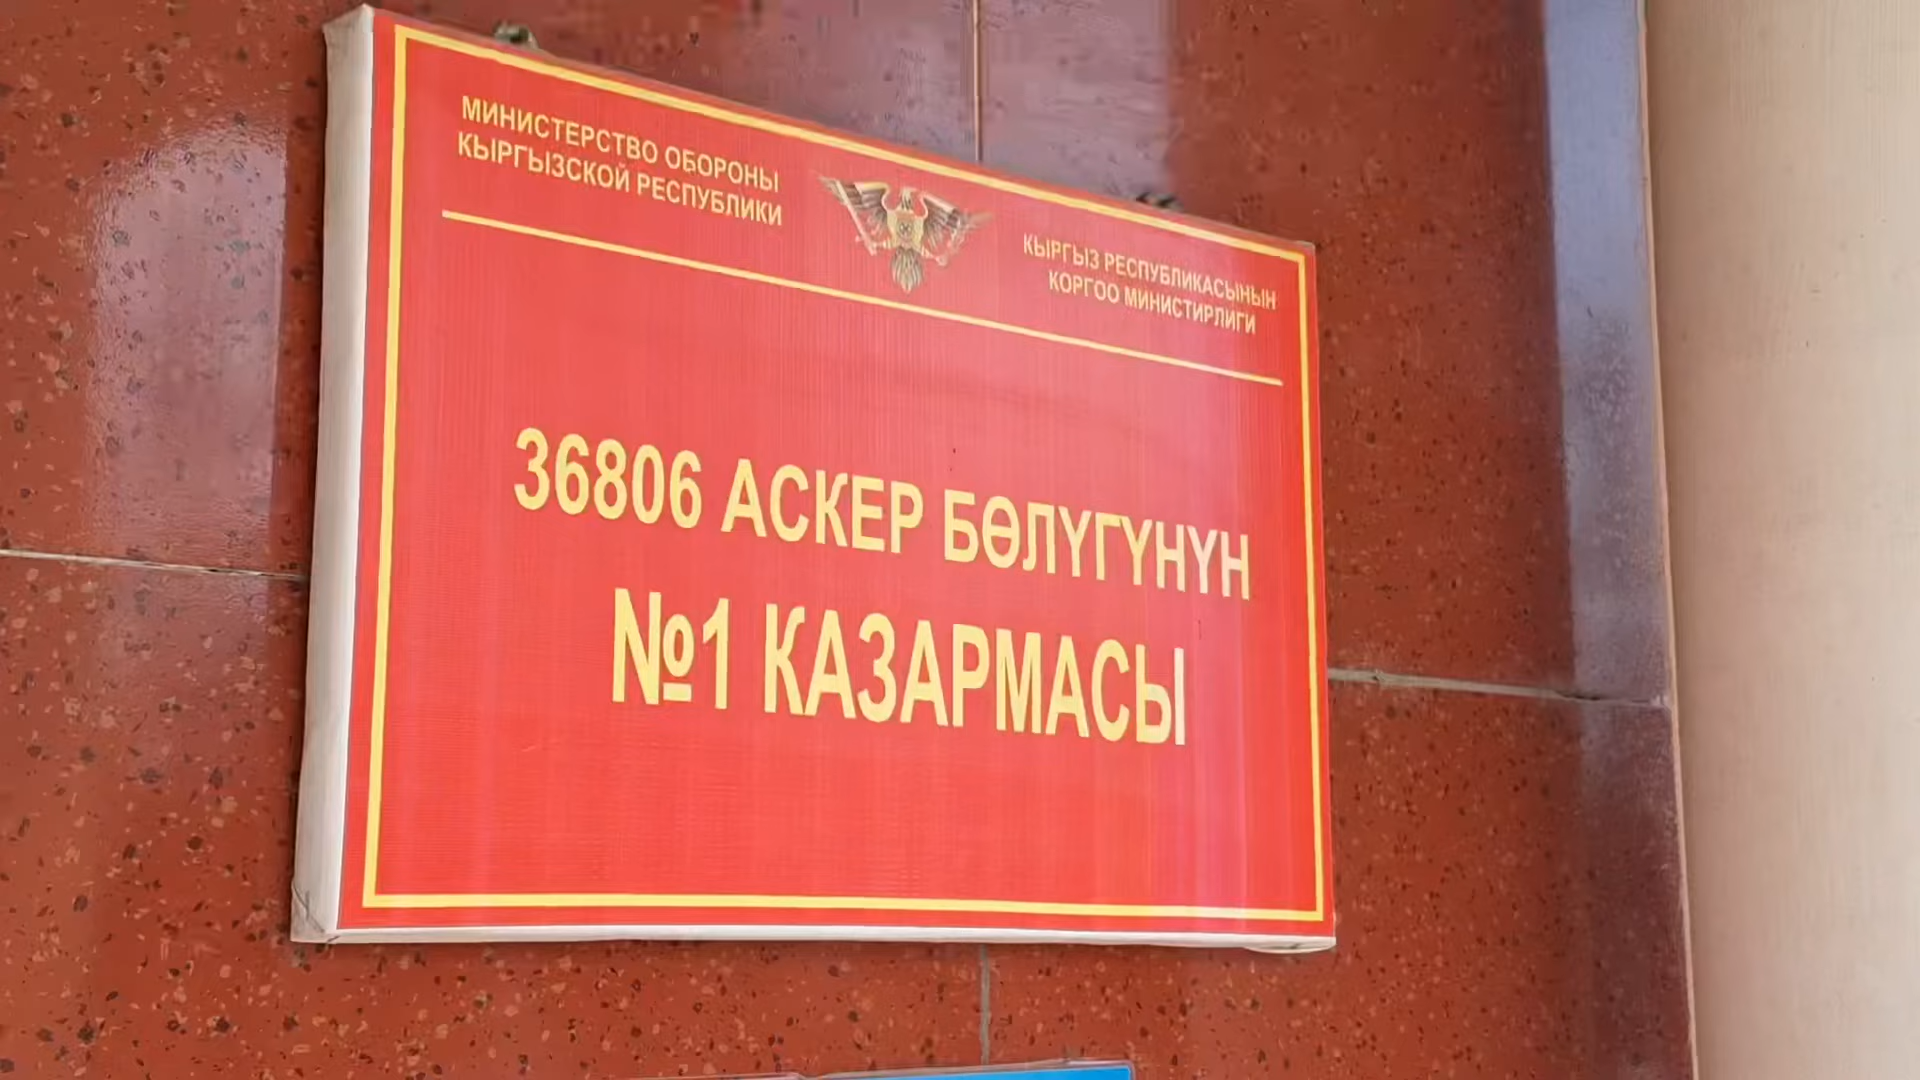 МИНИСТЕРСТВО ОБОРОНЫ
КЫРГЫЗСКОЙ РЕСПУБЛИКИ
КЫРГЫЗ РЕСПУБЛИКАСЫНЫН
КОРГОО МИНИСТИРЛИГИ
36806 АСКЕР БӨЛҮГҮНҮН
№1 КАЗАРМАСЫ